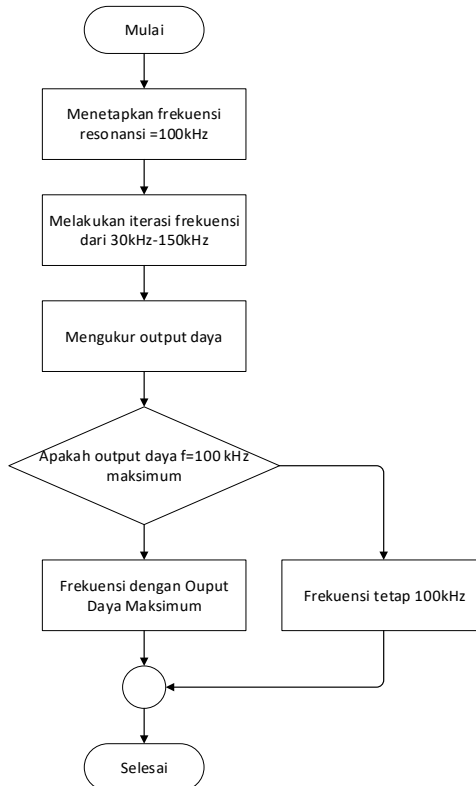 Mulai
Menetapkan frekuensi
resonansi =100kHz
Melakukan iterasi frekuensi
dari 30kHz-150kHz
Mengukur output daya
Apakah output daya f=100 kHz
maksimum
Frekuensi dengan Ouput
Daya Maksimum
Frekuensi tetap 100kHz
Selesai